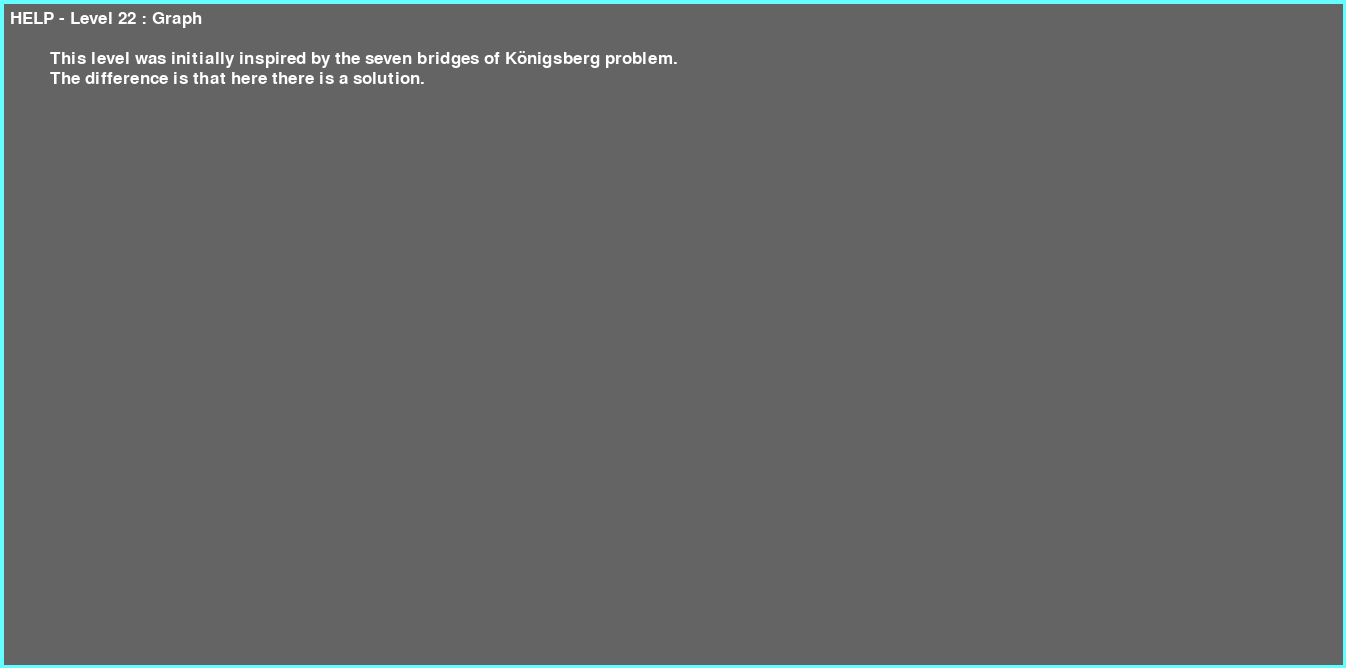 HELP - Level 22 : Graph
This level was initially inspired by the seven bridges of Königsberg problem.
The difference is that here there is a solution.